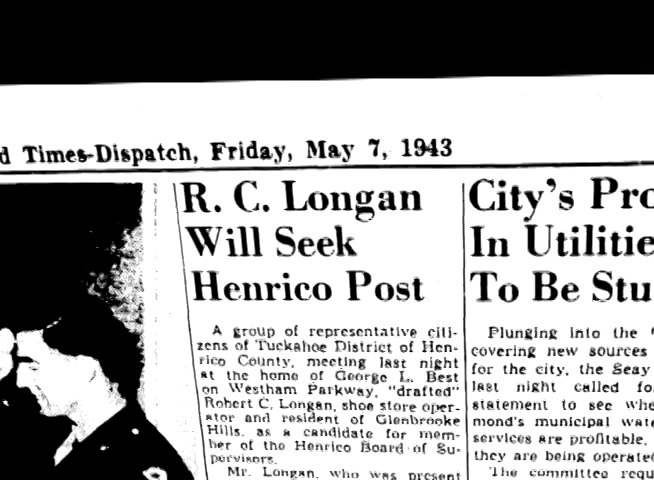 d Times-Dispatch, Friday, May 7, 1943
R. C. Longan
Will Seek
Henrico Post
A group of representative citi-
zens of Tuckahoe District of Hen-
rico County, meeting last night
at the home of George L. Best
on Westham Parkway, "drafted"
Robert C. Longan, shoe store oper-
ator and resident of Glenbrooke
Hills, as a candidate for mem-
ber of the Henrico Board of Su-
pervisors.
Mr. Longan, who was present
City's Pro
In Utilitie
To Be Stu
Plunging into the "
covering new sources
for the city, the Seay
last night called fo
statement to see whe
mond's municipal wate
services are profitable,
they are being operated
The committee requ